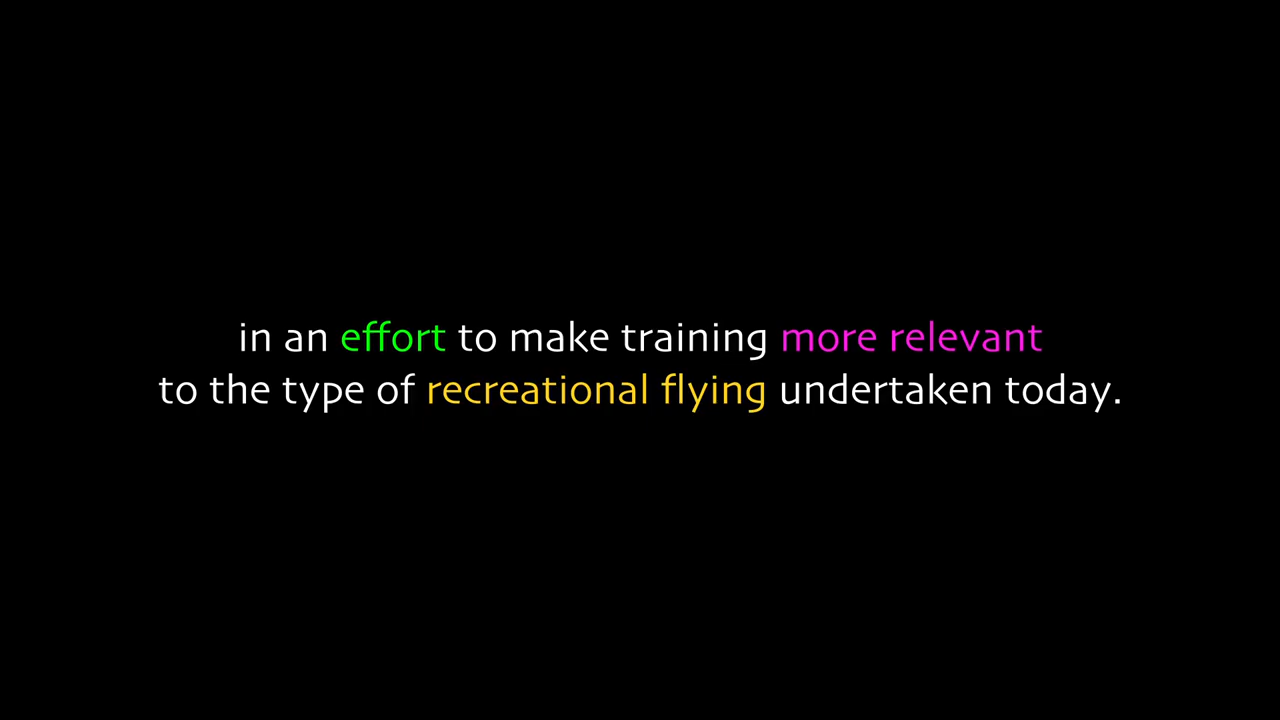 in an effort to make training more relevant
to the type of recreational flying undertaken today.